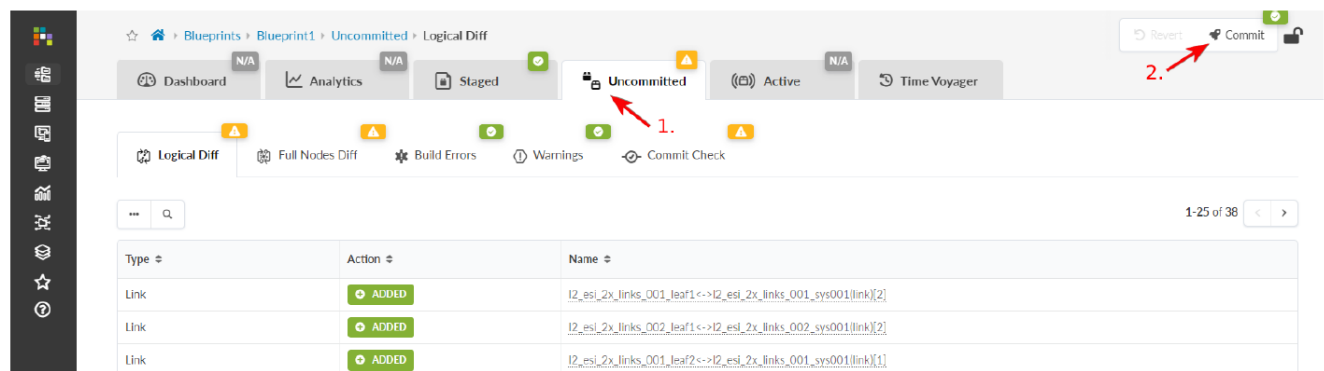 Blueprints › Blueprint1 › Uncommitted › Logical Diff
Revert Commit
N/A N/A N/A
Dashboard Analytics Staged Uncommitted Active Time Voyager
1.
2.
Logical Diff Full Nodes Diff Build Errors Warnings Commit Check
1-25 of 38
Type Action Name
Link ADDED l2_esi_2x_links_001_leaf1<->l2_esi_2x_links_001_sys001(link)[2]
Link ADDED l2_esi_2x_links_002_leaf1<->l2_esi_2x_links_002_sys001(link)[2]
Link ADDED l2_esi_2x_links_001_leaf2<->l2_esi_2x_links_001_sys001(link)[1]